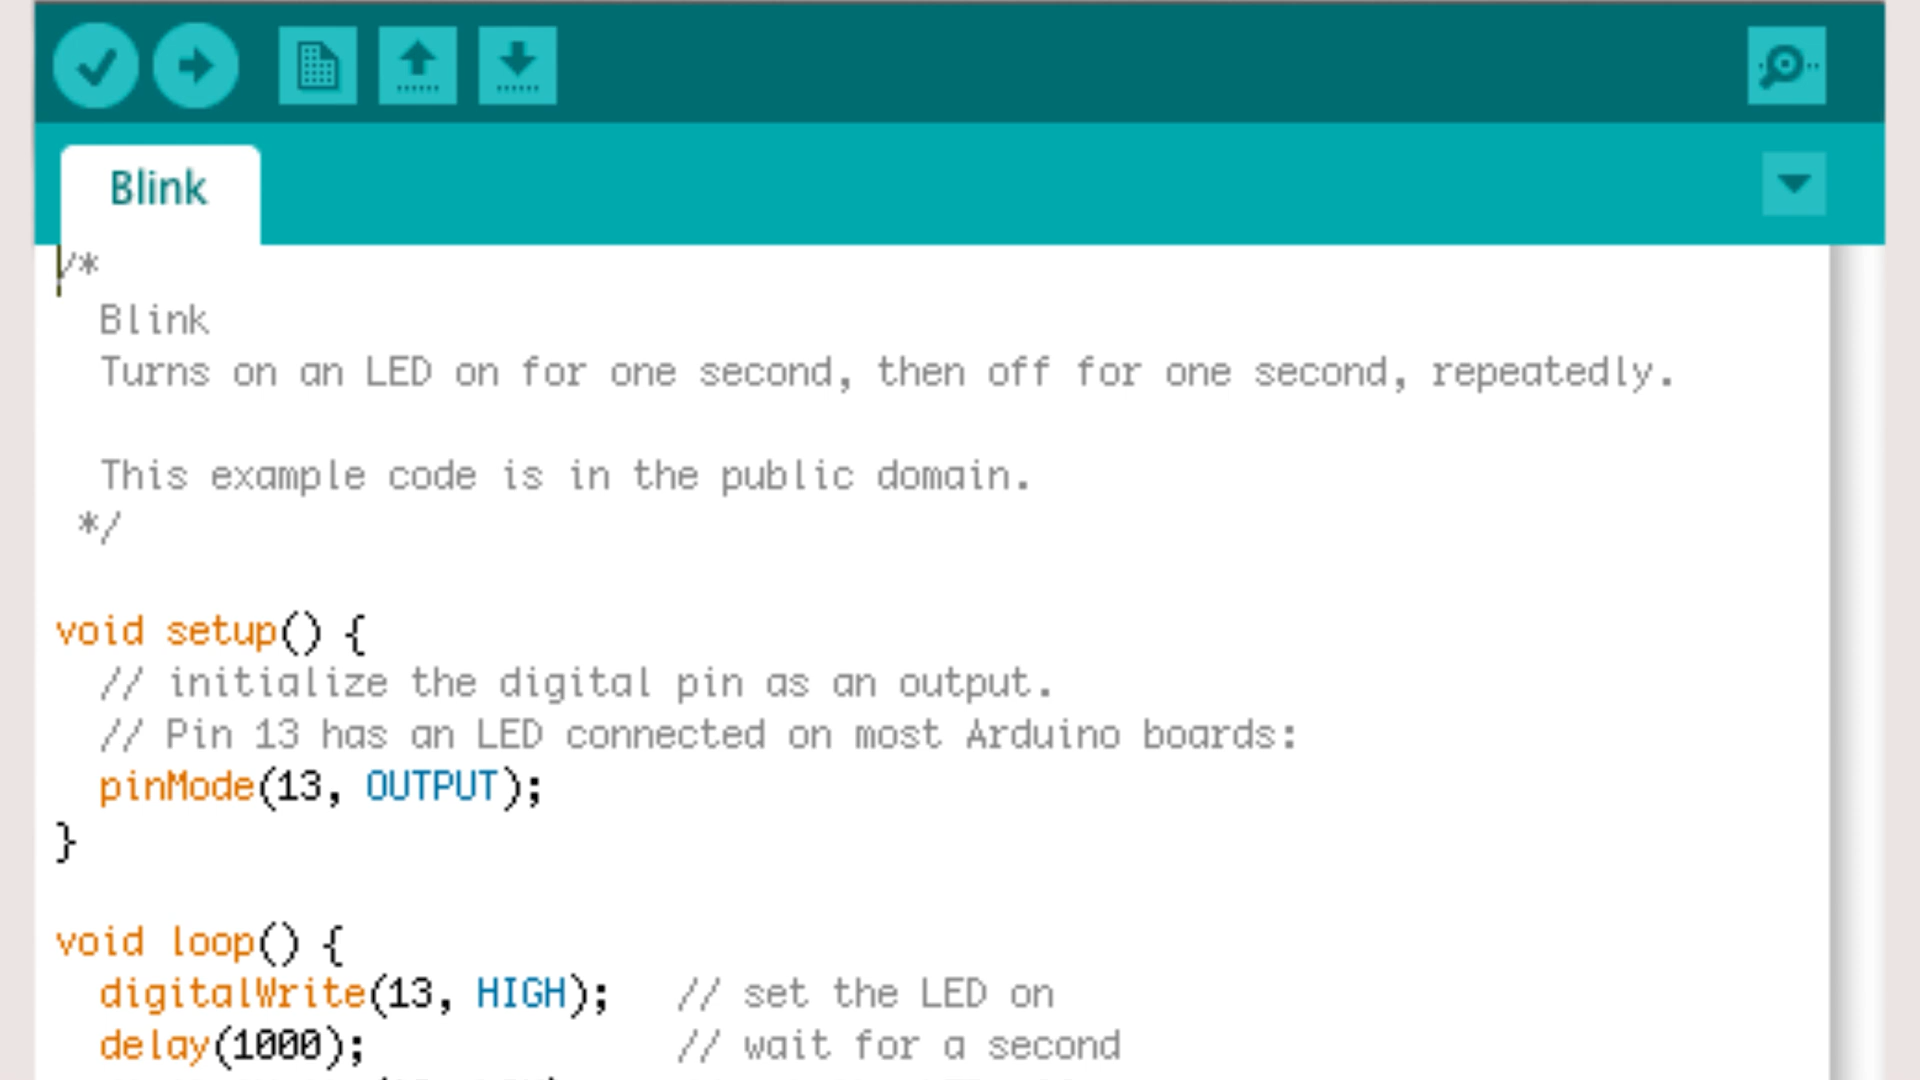 Blink
/*
Blink
Turns on an LED on for one second, then off for one second, repeatedly.
This example code is in the public domain.
*/
void setup() {
// initialize the digital pin as an output.
// Pin 13 has an LED connected on most Arduino boards:
pinMode(13, OUTPUT);
}
void loop() {
digitalWrite(13, HIGH);   // set the LED on
delay(1000);              // wait for a second